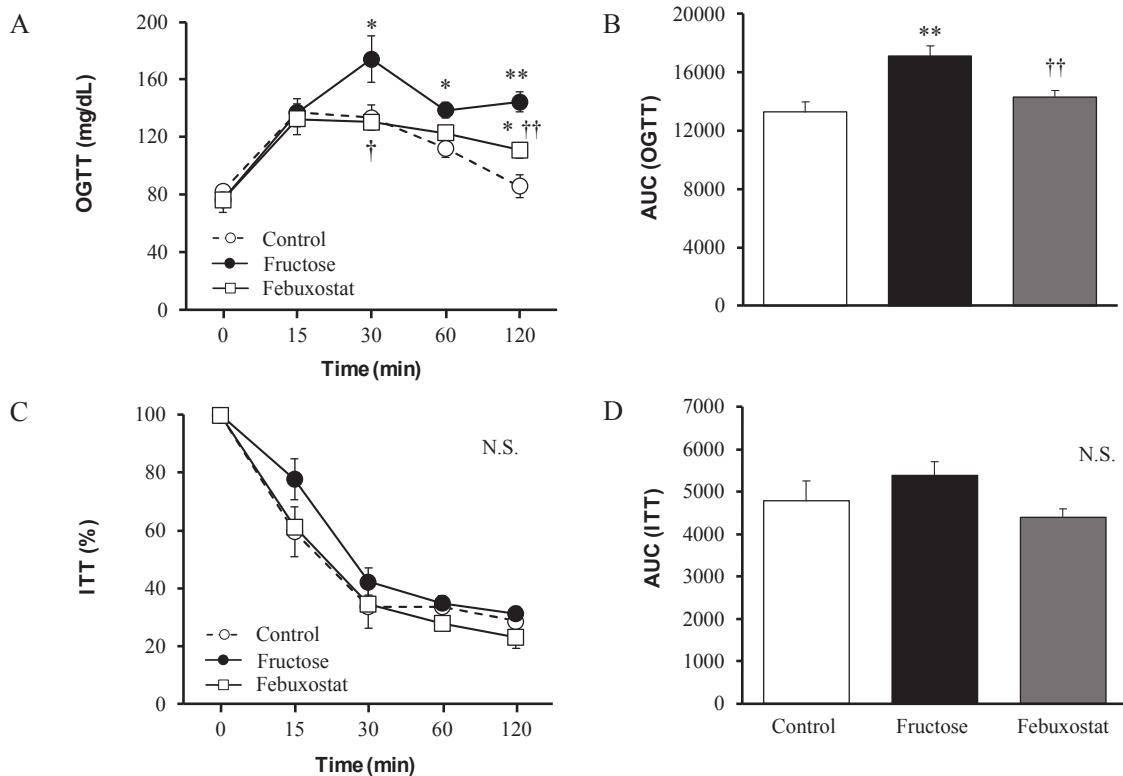 A
OGTT (mg/dL)
200
160
120
80
40
0
*
*
**
* ††
†
Control
Fructose
Febuxostat
0 15 30 60 120
Time (min)
B
AUC (OGTT)
20000
16000
12000
8000
4000
0
**
††
C
ITT (%)
100
80
60
40
20
0
N.S.
Control
Fructose
Febuxostat
0 15 30 60 120
Time (min)
D
AUC (ITT)
7000
6000
5000
4000
3000
2000
1000
0
N.S.
Control Fructose Febuxostat